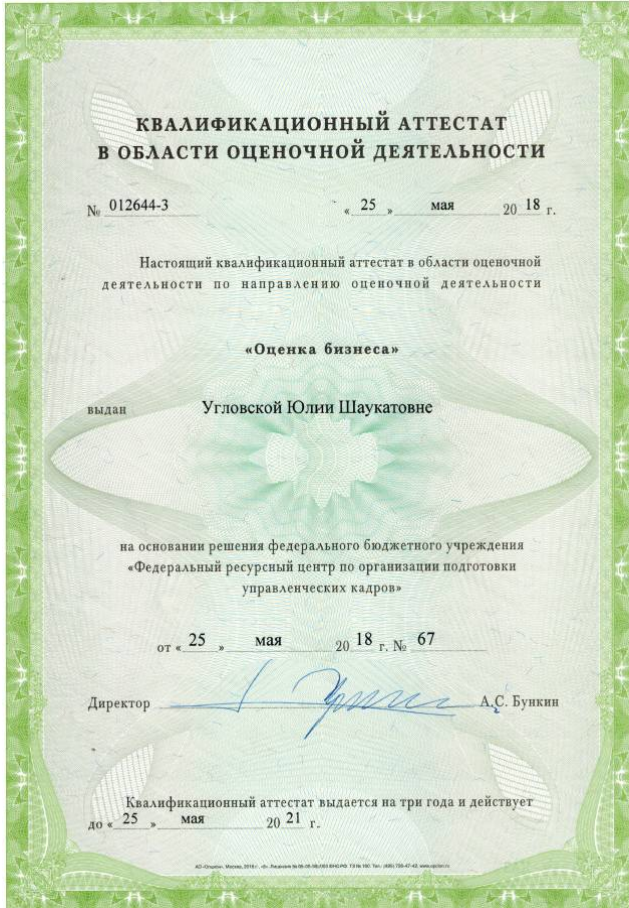 КВАЛИФИКАЦИОННЫЙ АТТЕСТАТ
В ОБЛАСТИ ОЦЕНОЧНОЙ ДЕЯТЕЛЬНОСТИ
№ 012644-3 « 25 » мая 20 18 г.
Настоящий квалификационный аттестат в области оценочной
деятельности по направлению оценочной деятельности
«Оценка бизнеса»
выдан Угловской Юлии Шаукатовне
на основании решения федерального бюджетного учреждения
«Федеральный ресурсный центр по организации подготовки
управленческих кадров»
от « 25 » мая 20 18 г. № 67
Директор А.С. Бункин
Квалификационный аттестат выдается на три года и действует
до « 25 » мая 20 21 г.